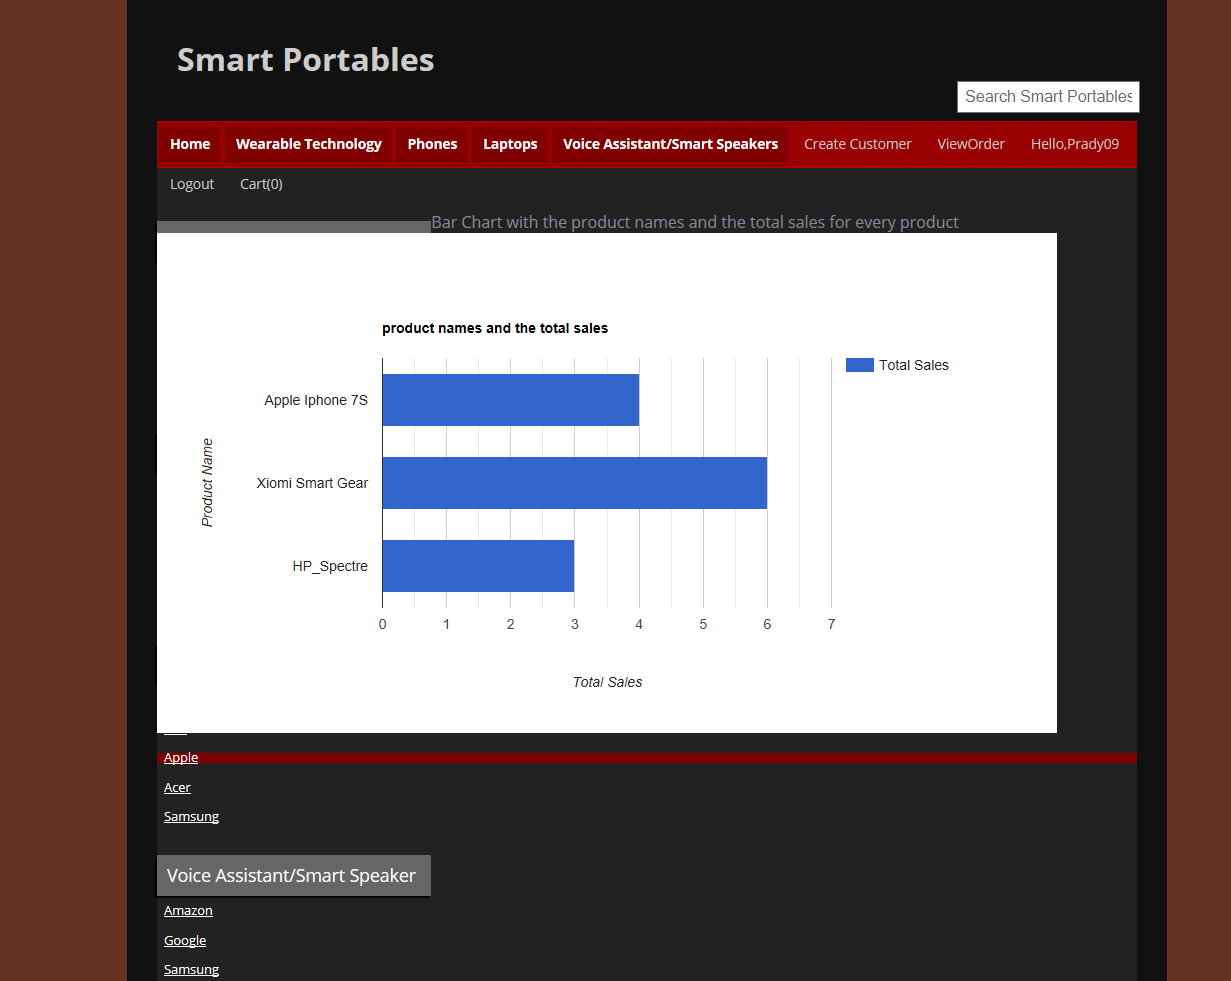 Smart Portables
Search Smart Portables
Home Wearable Technology Phones Laptops Voice Assistant/Smart Speakers Create Customer ViewOrder Hello,Prady09
Logout Cart(0)
Bar Chart with the product names and the total sales for every product
product names and the total sales
Total Sales
Apple Iphone 7S
Xiomi Smart Gear
HP_Spectre
Product Name
0 1 2 3 4 5 6 7
Total Sales
Apple
Acer
Samsung
Voice Assistant/Smart Speaker
Amazon
Google
Samsung